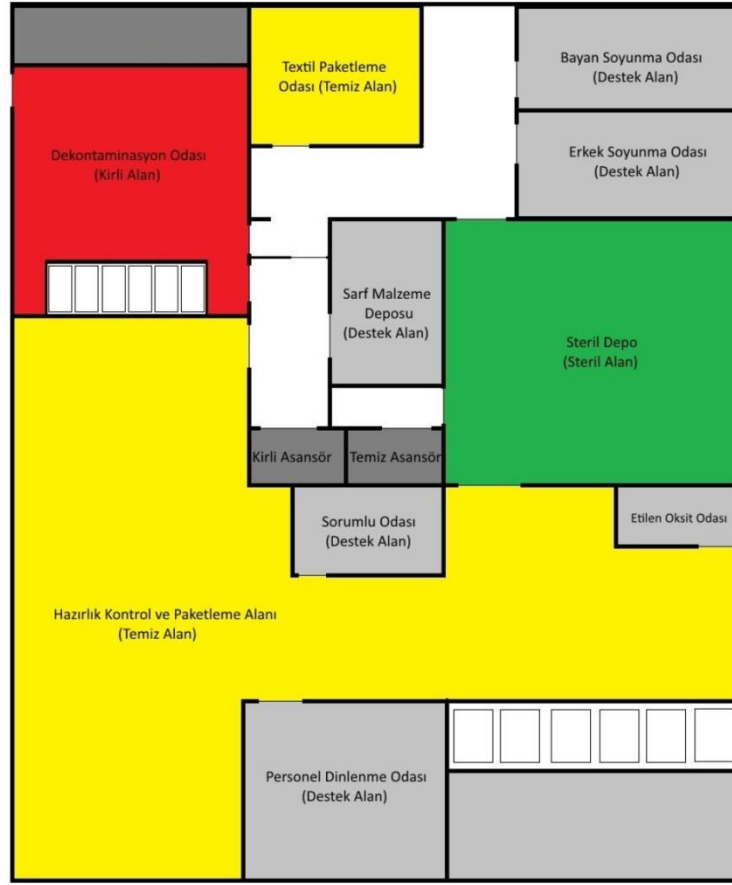 Textil Paketleme
Odası (Temiz Alan)
Bayan Soyunma Odası
(Destek Alan)
Dekontaminasyon Odası
(Kirli Alan)
Erkek Soyunma Odası
(Destek Alan)
Sarf Malzeme
Deposu
(Destek Alan)
Steril Depo
(Steril Alan)
Kirli Asansör
Temiz Asansör
Sorumlu Odası
(Destek Alan)
Etilen Oksit Odası
Hazırlık Kontrol ve Paketleme Alanı
(Temiz Alan)
Personel Dinlenme Odası
(Destek Alan)